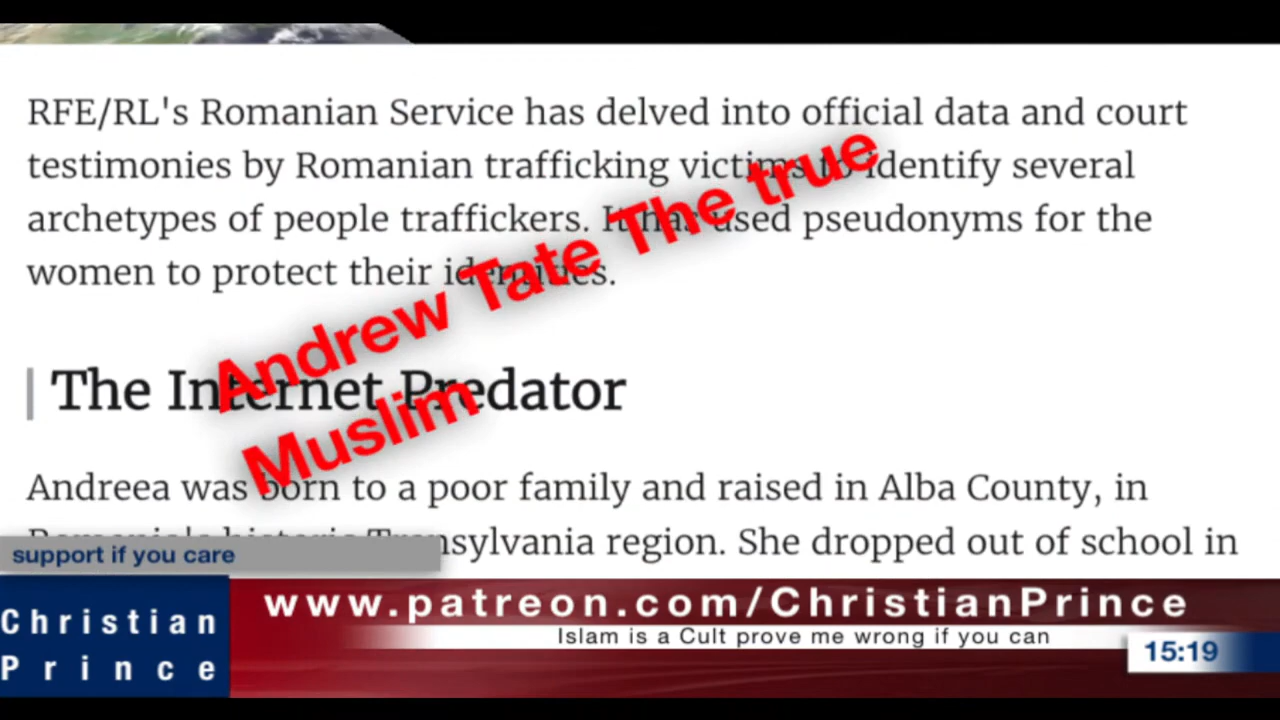 RFE/RL's Romanian Service has delved into official data and court
testimonies by Romanian trafficking victims to identify several
archetypes of people traffickers. It has used pseudonyms for the
women to protect their identities.
Andrew Tate The true
Muslim
The Internet Predator
Andreea was born to a poor family and raised in Alba County, in
Romania's historic Transylvania region. She dropped out of school in
support if you care
Christian
Prince
www.patreon.com/ChristianPrince
Islam is a Cult prove me wrong if you can
15:19